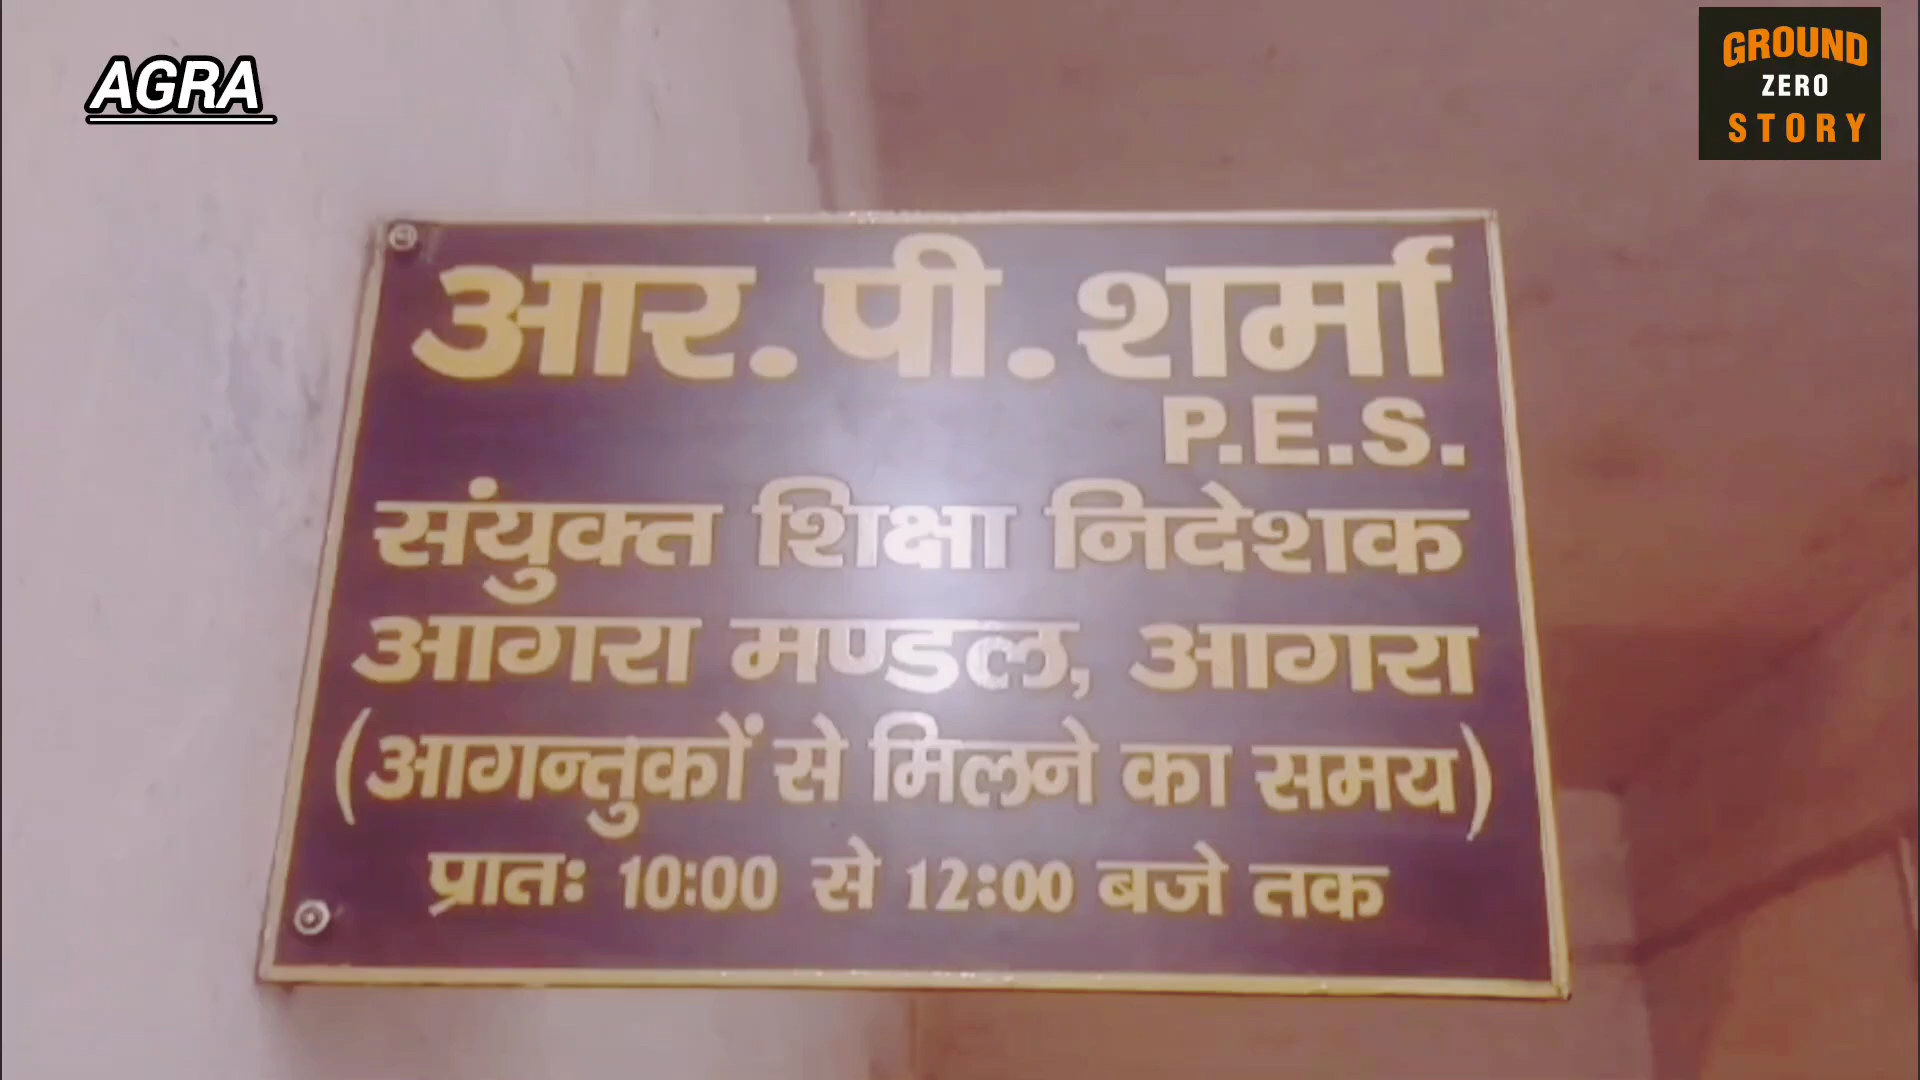 AGRA
GROUND
ZERO
STORY
आर.पी.शर्मा
P.E.S.
संयुक्त शिक्षा निदेशक
आगरा मण्डल, आगरा
(आगन्तुकों से मिलने का समय)
प्रातः 10:00 से 12:00 बजे तक